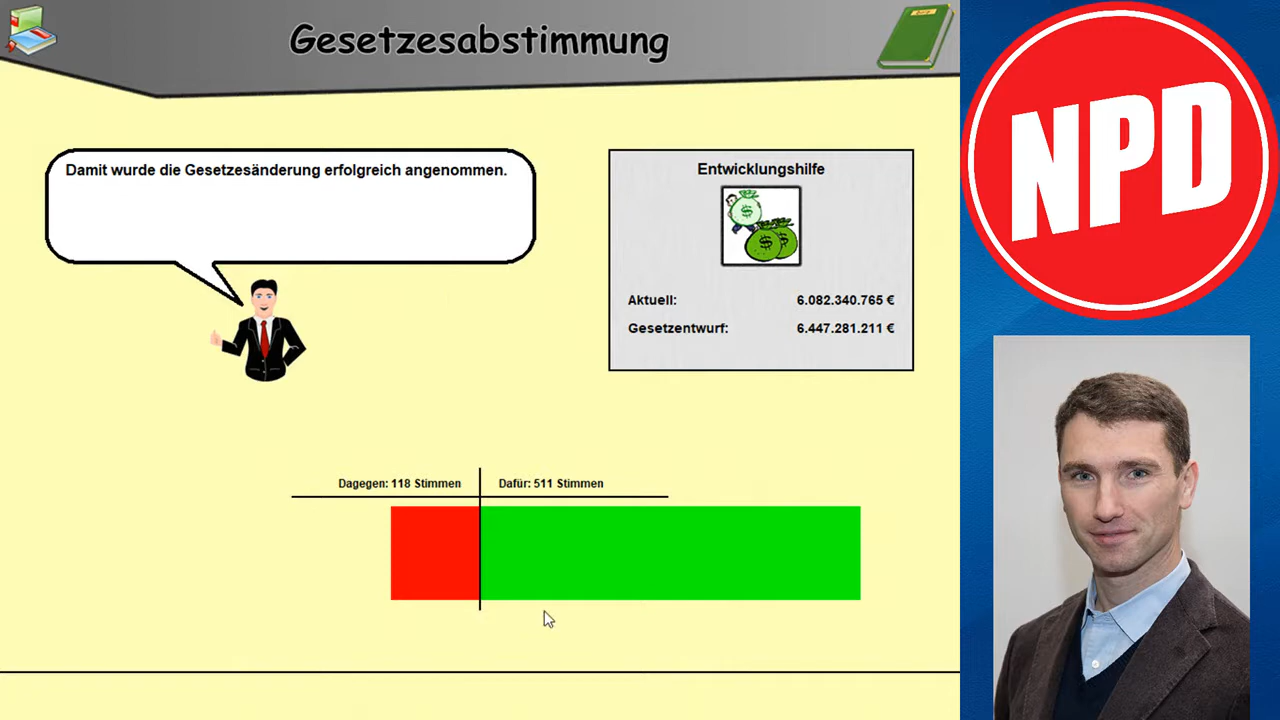 Gesetzesabstimmung
Damit wurde die Gesetzesänderung erfolgreich angenommen.
Entwicklungshilfe
Aktuell: 6.082.340.765 €
Gesetzentwurf: 6.447.281.211 €
Dagegen: 118 Stimmen Dafür: 511 Stimmen
NPD